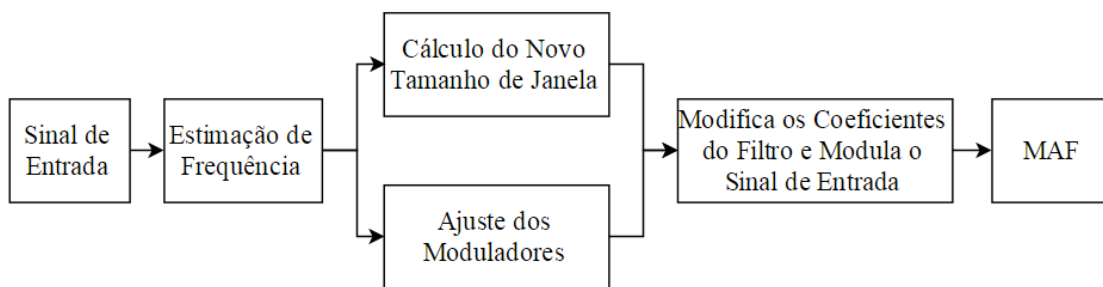 Sinal de
Entrada
Estimação de
Frequência
Cálculo do Novo
Tamanho de Janela
Ajuste dos
Moduladores
Modifica os Coeficientes
do Filtro e Modula o
Sinal de Entrada
MAF